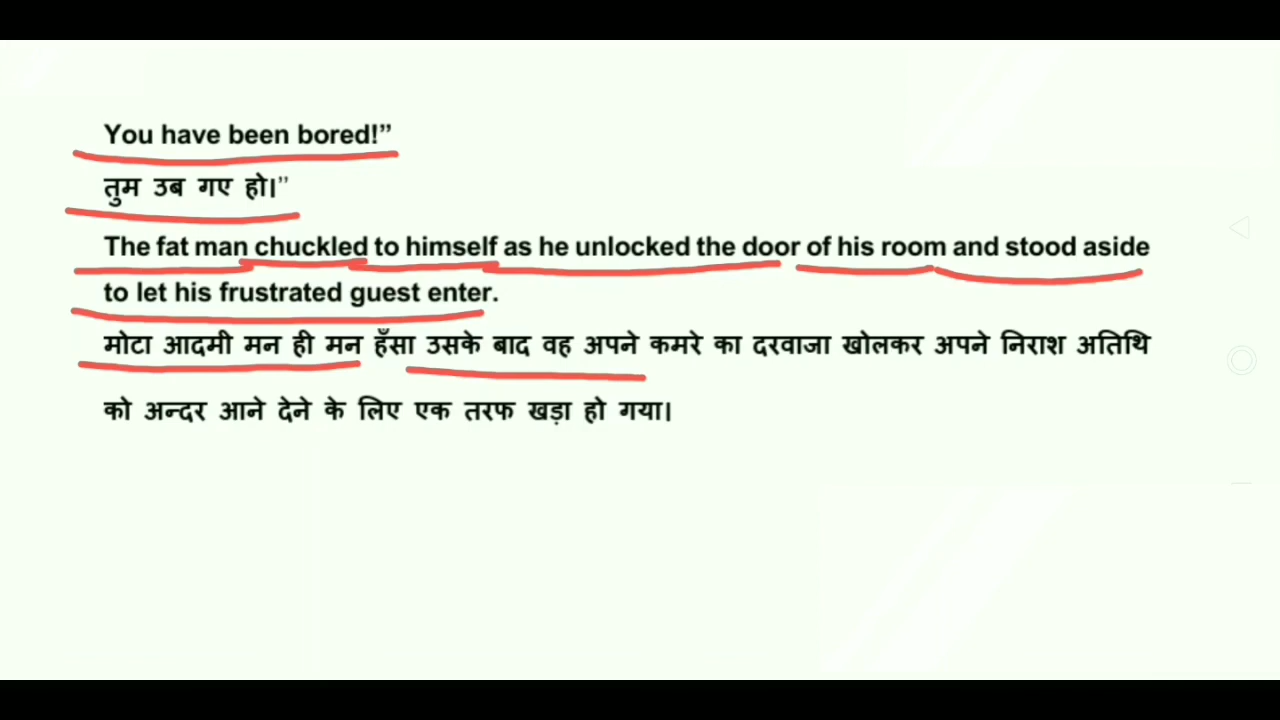 You have been bored!”
तुम उब गए हो।”
The fat man chuckled to himself as he unlocked the door of his room and stood aside
to let his frustrated guest enter.
मोटा आदमी मन ही मन हँसा उसके बाद वह अपने कमरे का दरवाजा खोलकर अपने निराश अतिथि
को अन्दर आने देने के लिए एक तरफ खड़ा हो गया।